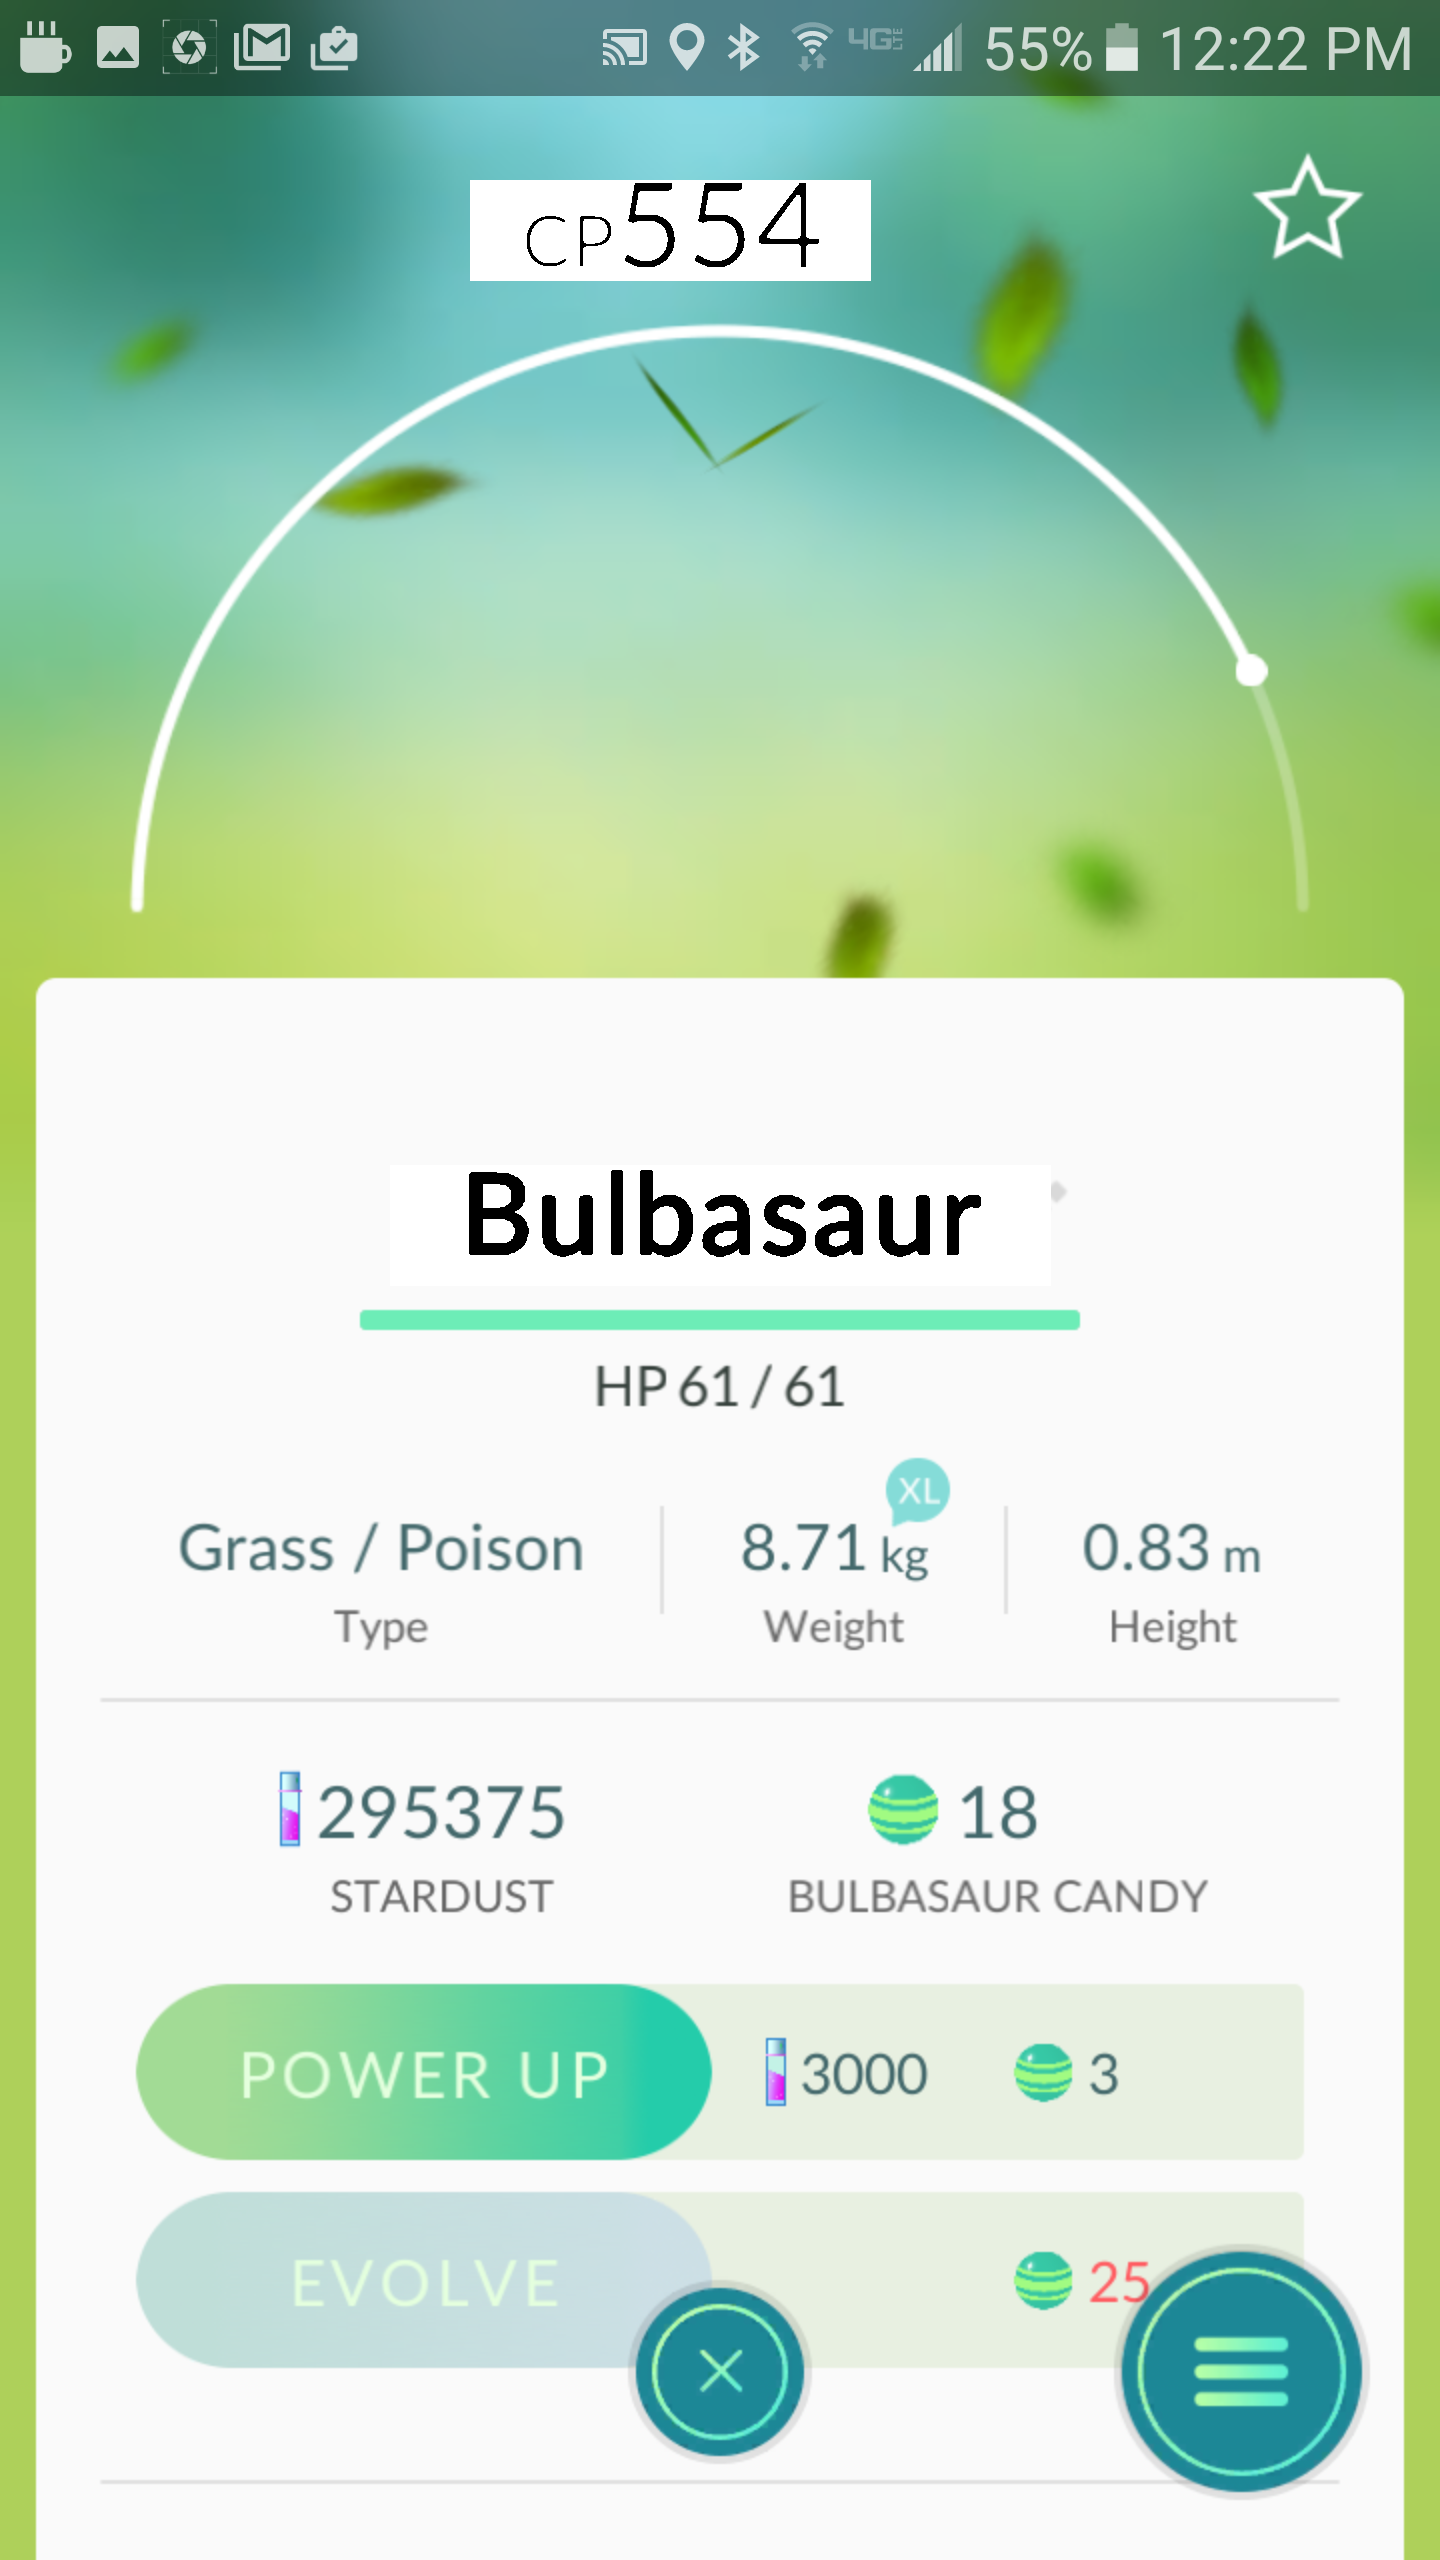 4G LTE 55% 12:22 PM
CP554
Bulbasaur
HP 61 / 61
XL
Grass / Poison 8.71 kg 0.83 m
Type Weight Height
295375 18
STARDUST BULBASAUR CANDY
POWER UP 3000 3
EVOLVE 25